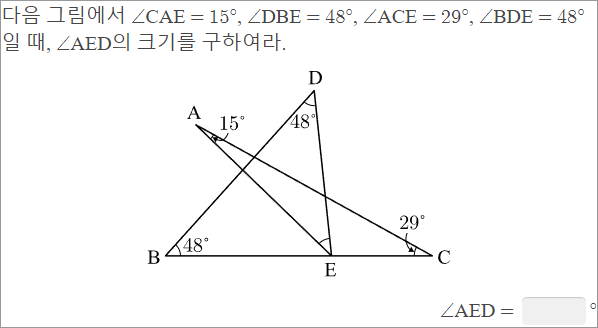 다음 그림에서 ∠CAE = 15°, ∠DBE = 48°, ∠ACE = 29°, ∠BDE = 48°
일 때, ∠AED의 크기를 구하여라.
D
A
15°
48°
29°
B
48°
E
C
∠AED = °